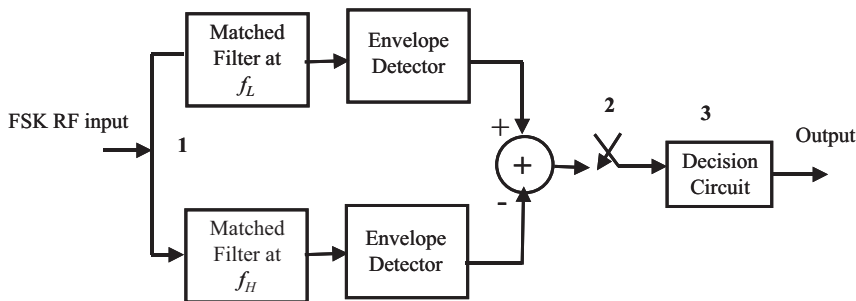 Matched
Filter at
f_L
Envelope
Detector
FSK RF input
1
+
+
-
2
3
Decision
Circuit
Output
Matched
Filter at
f_H
Envelope
Detector